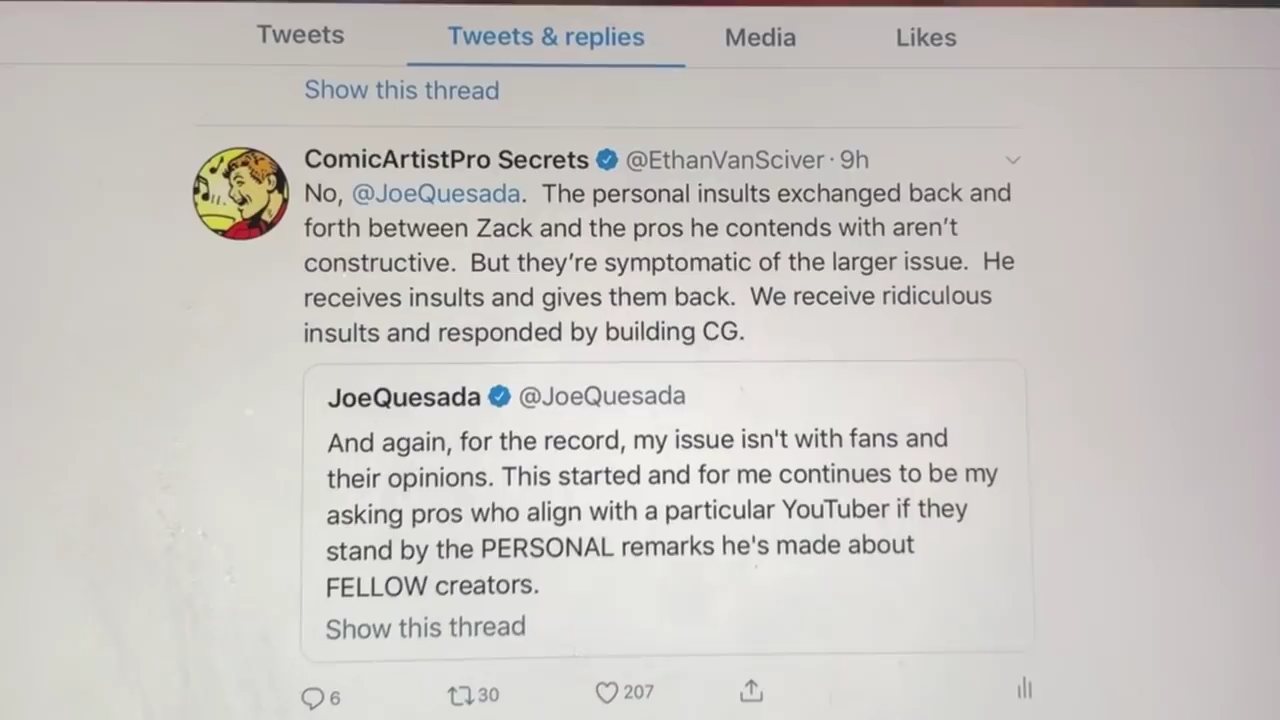 Tweets Tweets & replies Media Likes
Show this thread
ComicArtistPro Secrets @EthanVanSciver · 9h
No, @JoeQuesada.  The personal insults exchanged back and
forth between Zack and the pros he contends with aren’t
constructive.  But they’re symptomatic of the larger issue.  He
receives insults and gives them back.  We receive ridiculous
insults and responded by building CG.
JoeQuesada @JoeQuesada
And again, for the record, my issue isn't with fans and
their opinions. This started and for me continues to be my
asking pros who align with a particular YouTuber if they
stand by the PERSONAL remarks he's made about
FELLOW creators.
Show this thread
6 30 207